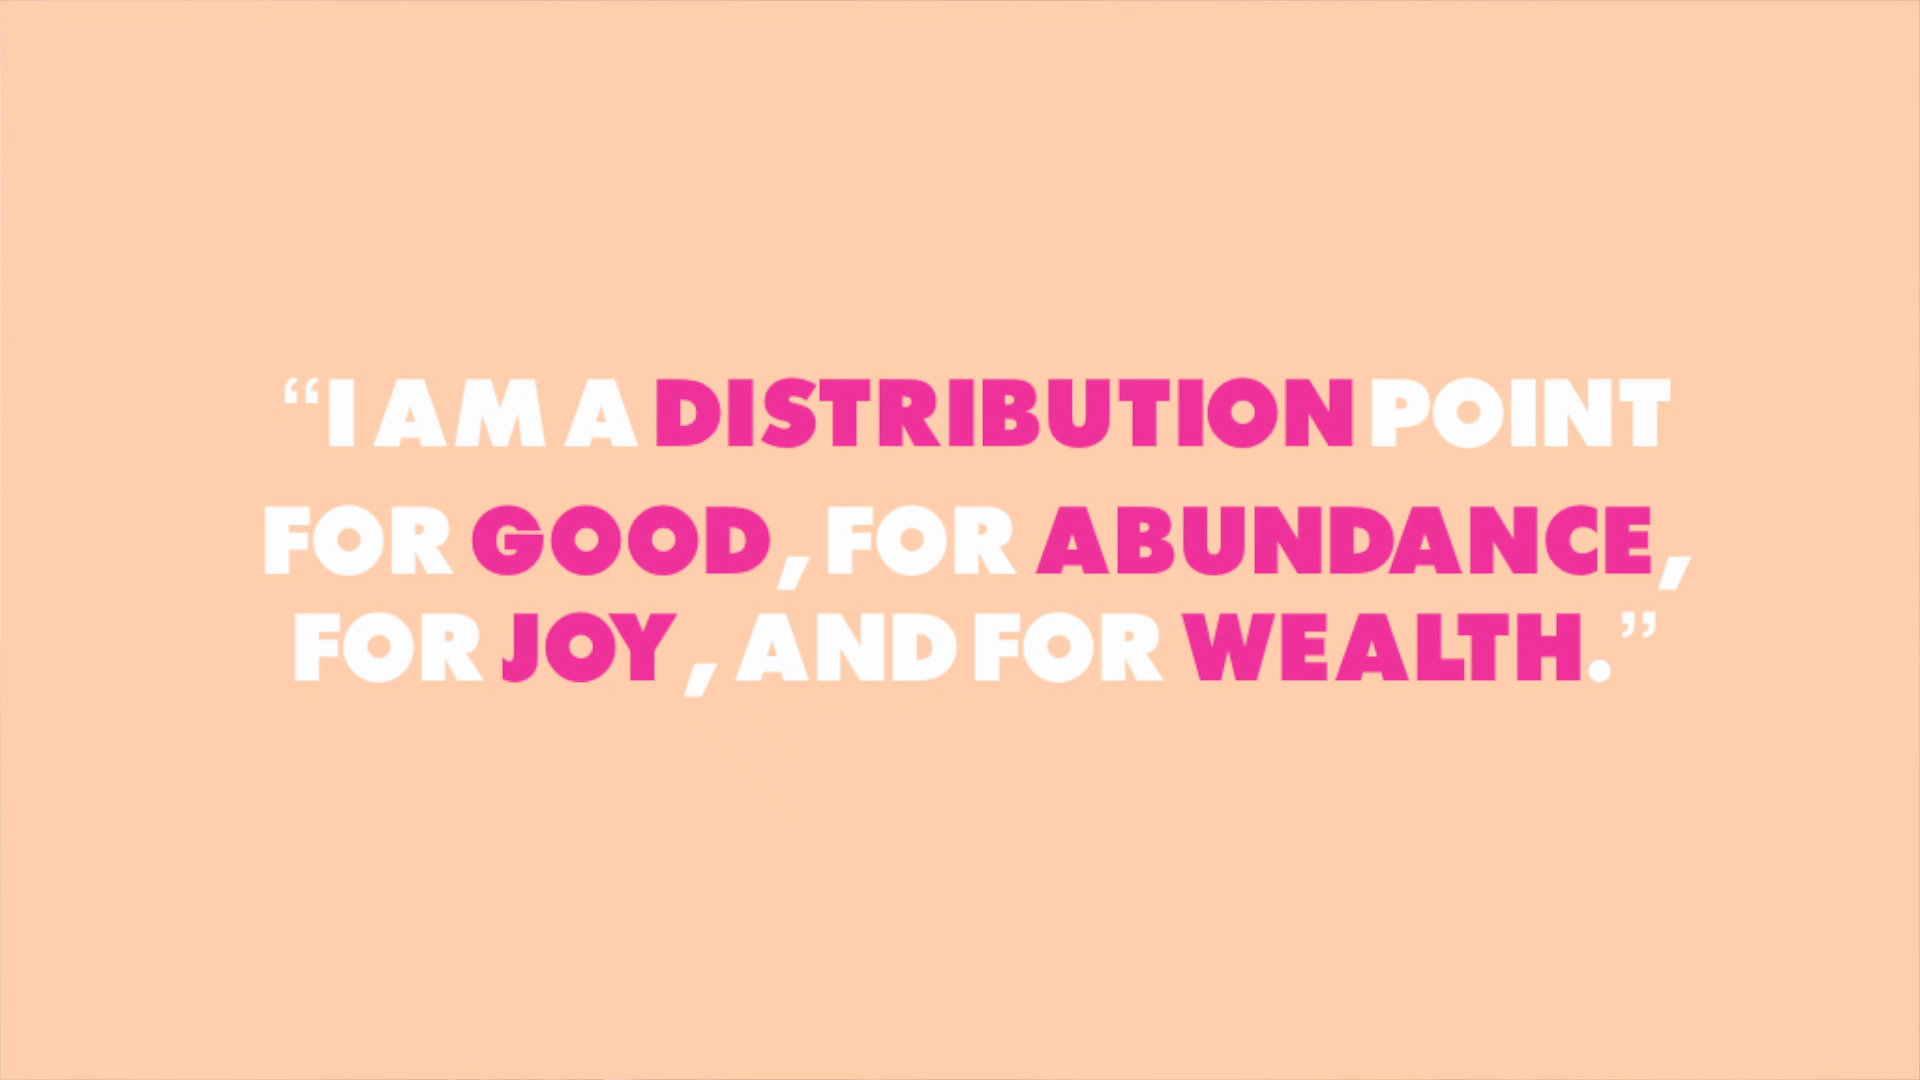 “I AM A DISTRIBUTION POINT
FOR GOOD, FOR ABUNDANCE,
FOR JOY, AND FOR WEALTH.”